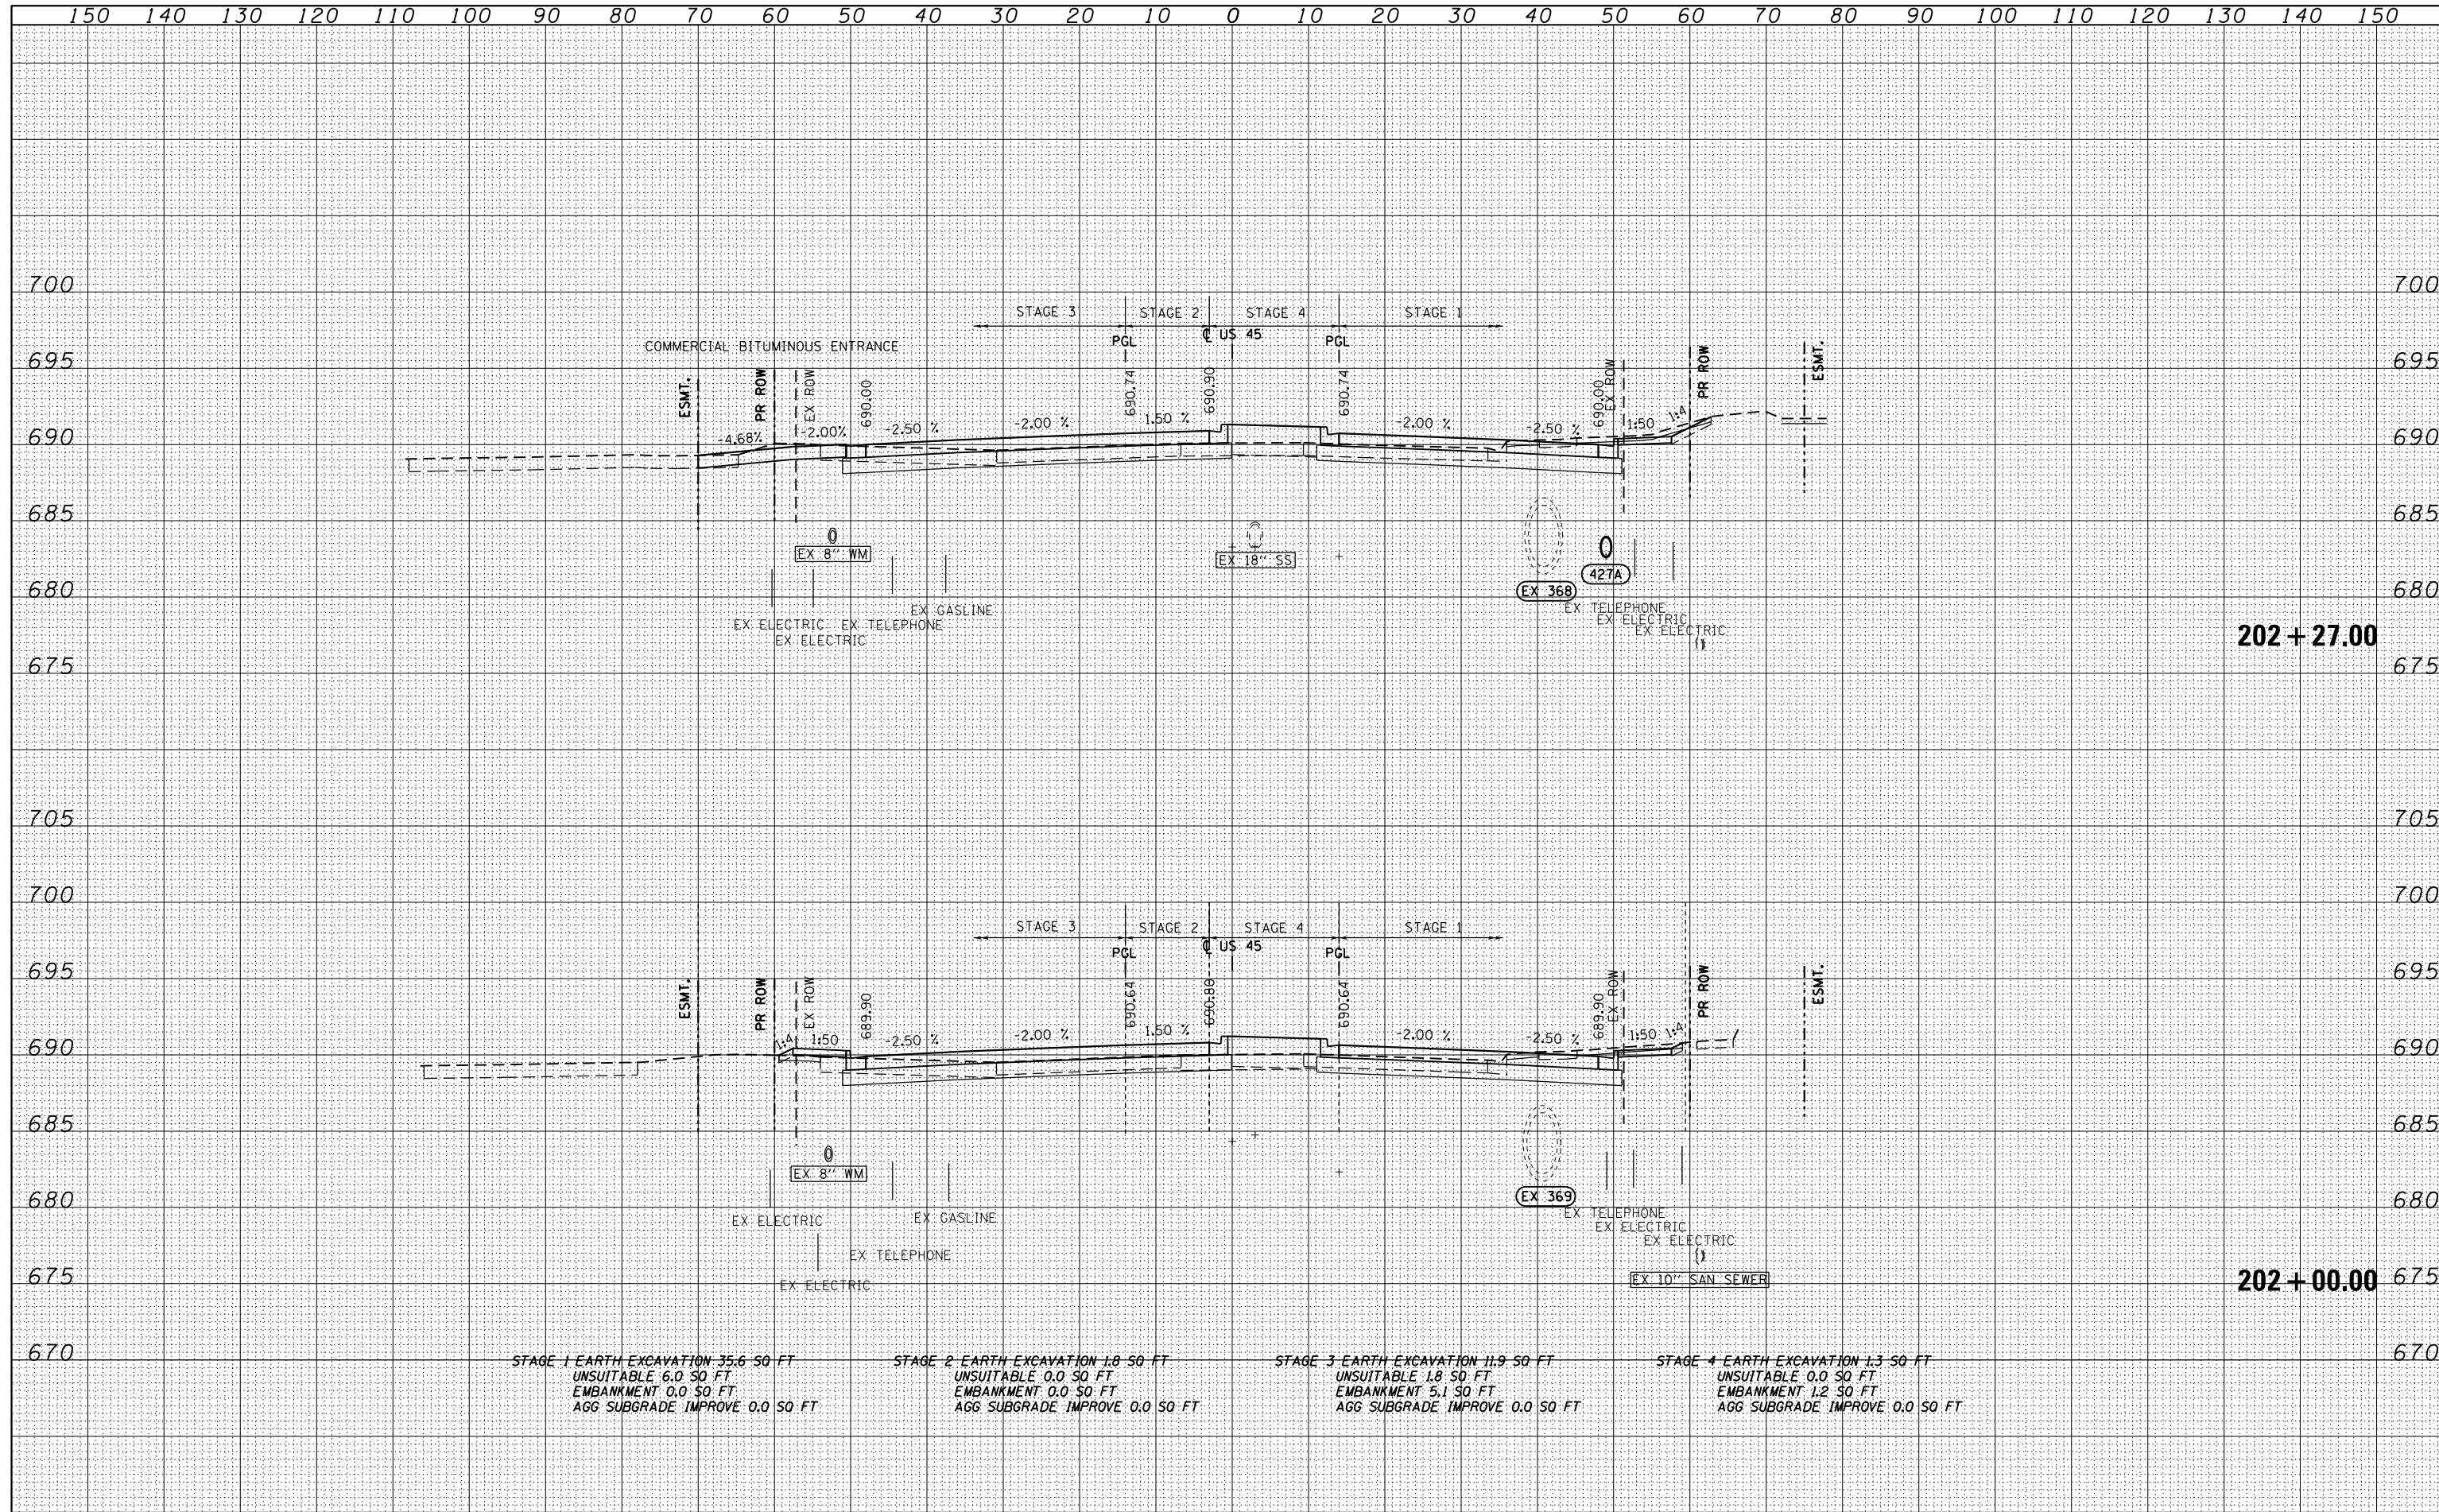 150 140 130 120 110 100 90 80 70 60 50 40 30 20 10 0 10 20 30 40 50 60 70 80 90 100 110 120 130 140 150
700 700
STAGE 3 STAGE 2 STAGE 4 STAGE 1
PGL ℄ US 45 PGL
COMMERCIAL BITUMINOUS ENTRANCE
695 695
ESMT. PR ROW EX ROW 690.00 690.74 690.90 690.74 690.00 EX ROW PR ROW ESMT.
-4.68% -2.00% -2.50 % -2.00 % 1.50 % -2.00 % -2.50 % 1:50 1:4
690 690
685 685
EX 8" WM EX 18" SS 427A
EX 368
680 680
EX GASLINE EX TELEPHONE
EX ELECTRIC EX TELEPHONE EX ELECTRIC
EX ELECTRIC EX ELECTRIC
202 + 27.00
675 675
705 705
700 700
STAGE 3 STAGE 2 STAGE 4 STAGE 1
PGL ℄ US 45 PGL
695 695
ESMT. PR ROW EX ROW 689.90 690.64 690.80 690.64 689.90 EX ROW PR ROW ESMT.
1:4 1:50 -2.50 % -2.00 % 1.50 % -2.00 % -2.50 % 1:50 1:4
690 690
685 685
EX 8" WM
EX 369
680 680
EX ELECTRIC EX GASLINE EX TELEPHONE
EX ELECTRIC
EX TELEPHONE EX ELECTRIC
EX ELECTRIC EX 10" SAN SEWER
202 + 00.00
675 675
670 670
STAGE 1 EARTH EXCAVATION 35.6 SQ FT
UNSUITABLE 6.0 SQ FT
EMBANKMENT 0.0 SQ FT
AGG SUBGRADE IMPROVE 0.0 SQ FT
STAGE 2 EARTH EXCAVATION 1.8 SQ FT
UNSUITABLE 0.0 SQ FT
EMBANKMENT 0.0 SQ FT
AGG SUBGRADE IMPROVE 0.0 SQ FT
STAGE 3 EARTH EXCAVATION 11.9 SQ FT
UNSUITABLE 1.8 SQ FT
EMBANKMENT 5.1 SQ FT
AGG SUBGRADE IMPROVE 0.0 SQ FT
STAGE 4 EARTH EXCAVATION 1.3 SQ FT
UNSUITABLE 0.0 SQ FT
EMBANKMENT 1.2 SQ FT
AGG SUBGRADE IMPROVE 0.0 SQ FT